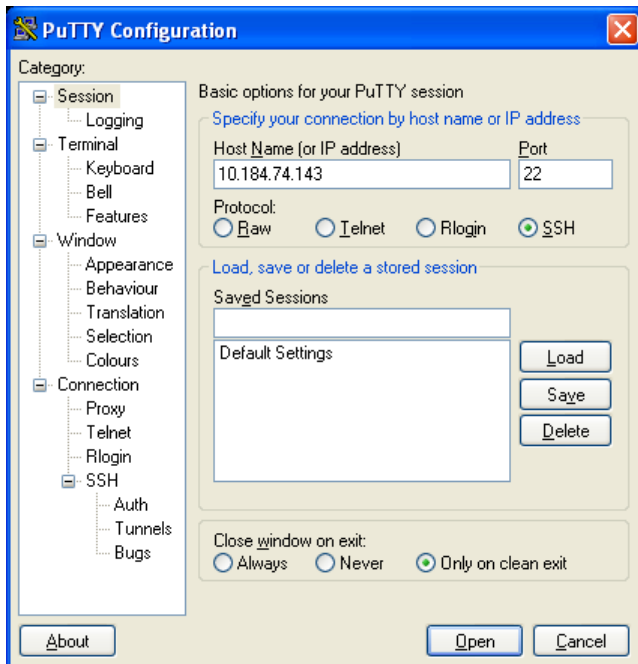 PuTTY Configuration
Category:
Session
Logging
Terminal
Keyboard
Bell
Features
Window
Appearance
Behaviour
Translation
Selection
Colours
Connection
Proxy
Telnet
Rlogin
SSH
Auth
Tunnels
Bugs
Basic options for your PuTTY session
Specify your connection by host name or IP address
Host Name (or IP address) Port
10.184.74.143 22
Protocol:
Raw Telnet Rlogin SSH
Load, save or delete a stored session
Saved Sessions
Default Settings
Load
Save
Delete
Close window on exit:
Always Never Only on clean exit
About Open Cancel